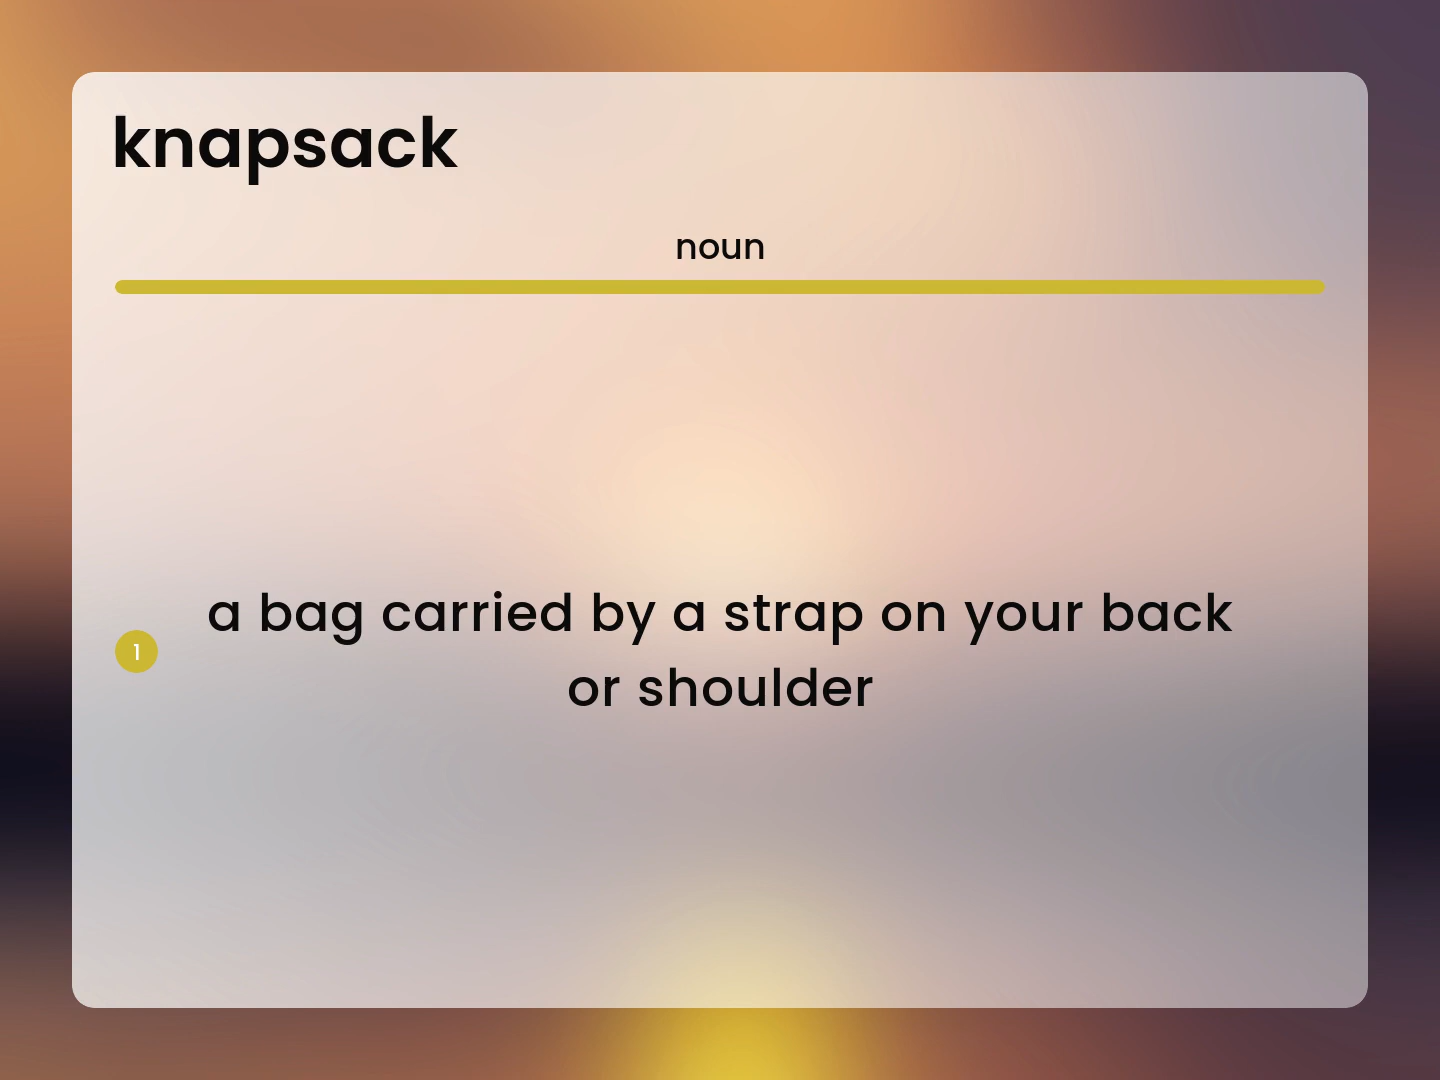 knapsack
noun
1
a bag carried by a strap on your back
or shoulder